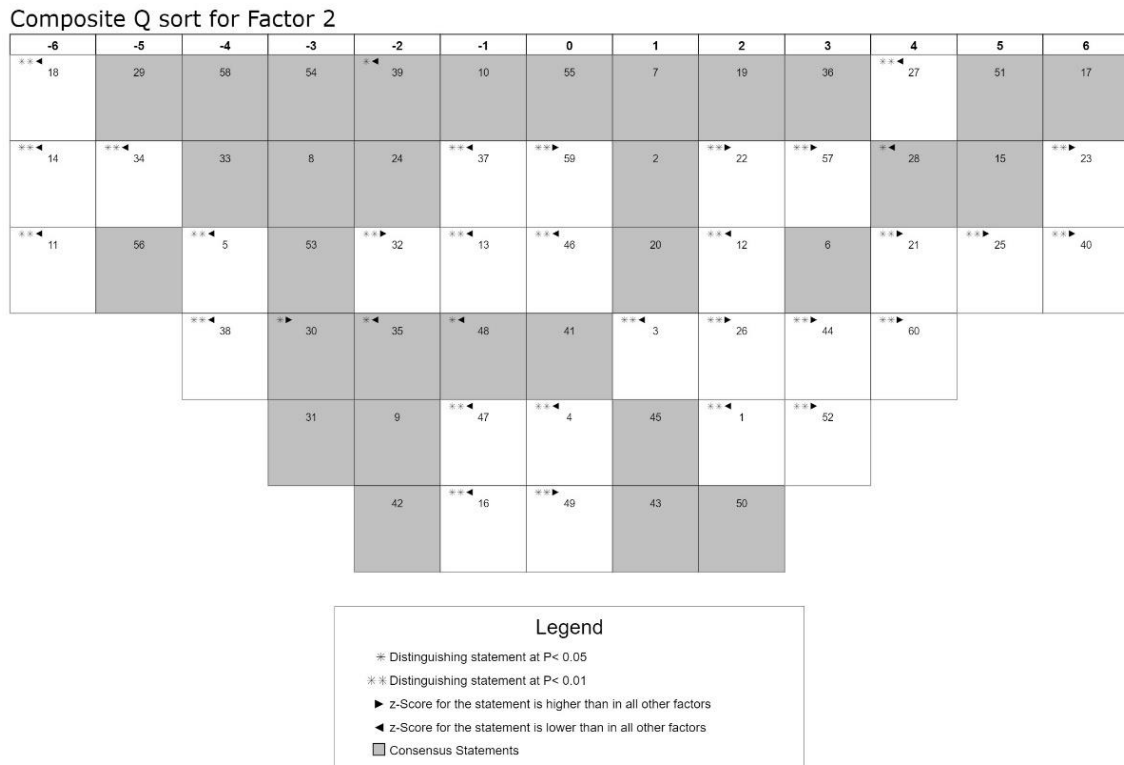 Composite Q sort for Factor 2
-6 -5 -4 -3 -2 -1 0 1 2 3 4 5 6
**◄ *◄ **◄
18 29 58 54 39 10 55 7 19 36 27 51 17
**◄ **◄ **◄ **► **► **► *◄ **►
14 34 33 8 24 37 59 2 22 57 28 15 23
**◄ **◄ **► **◄ **◄ **◄ **► **► **►
11 56 5 53 32 13 46 20 12 6 21 25 40
**◄ *► *◄ *◄ **◄ **► **► **►
38 30 35 48 41 3 26 44 60
**◄ **◄ **◄ **►
31 9 47 4 45 1 52
**◄ **►
42 16 49 43 50
Legend
* Distinguishing statement at P< 0.05
** Distinguishing statement at P< 0.01
► z-Score for the statement is higher than in all other factors
◄ z-Score for the statement is lower than in all other factors
Consensus Statements